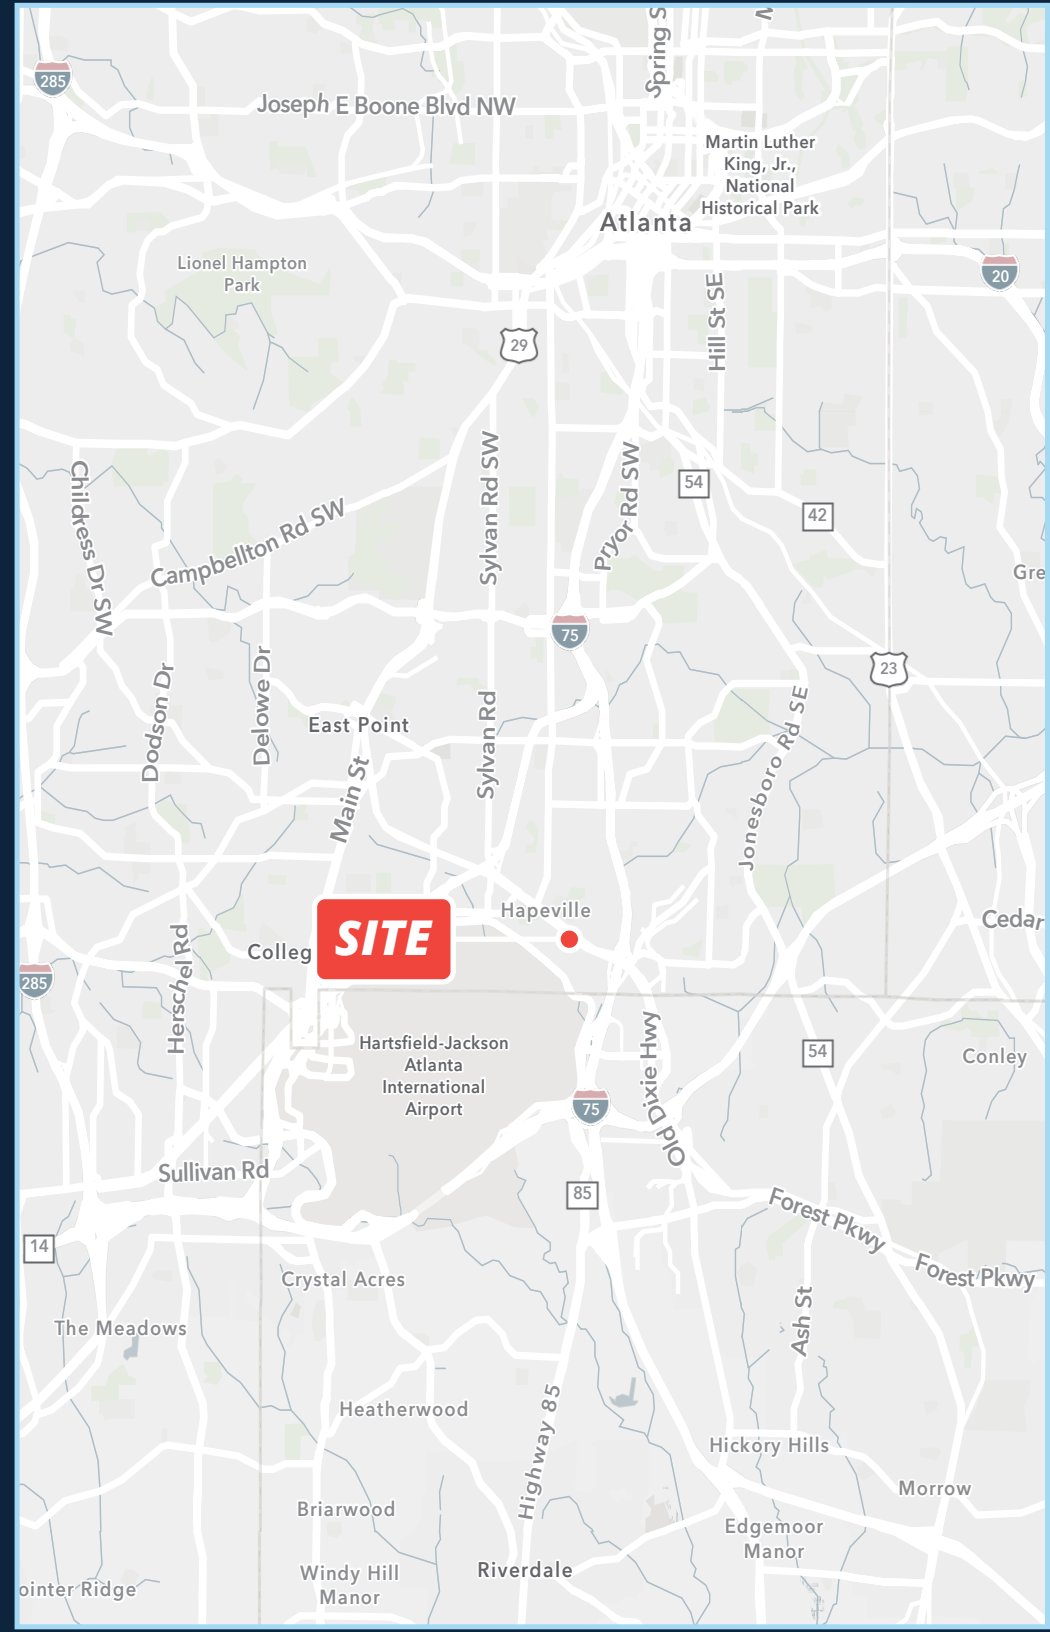 Spring S
285
Joseph E Boone Blvd NW
Martin Luther
King, Jr.,
National
Historical Park
Atlanta
Lionel Hampton
Park
20
Hill St SE
29
Childress Dr SW
Sylvan Rd SW
Pryor Rd SW
54
42
Campbellton Rd SW
Gre
75
23
Dodson Dr
Delowe Dr
East Point
Sylvan Rd
Jonesboro Rd SE
Main St
Hapeville
SITE
Cedar
Colleg
Herschel Rd
285
Hartsfield-Jackson
Atlanta
International
Airport
Old Dixie Hwy
54
Conley
75
Sullivan Rd
85
Forest Pkwy
14
Forest Pkwy
Crystal Acres
The Meadows
Ash St
Heatherwood
Highway 85
Hickory Hills
Morrow
Briarwood
Edgemoor
Manor
Riverdale
Windy Hill
Manor
ointer Ridge